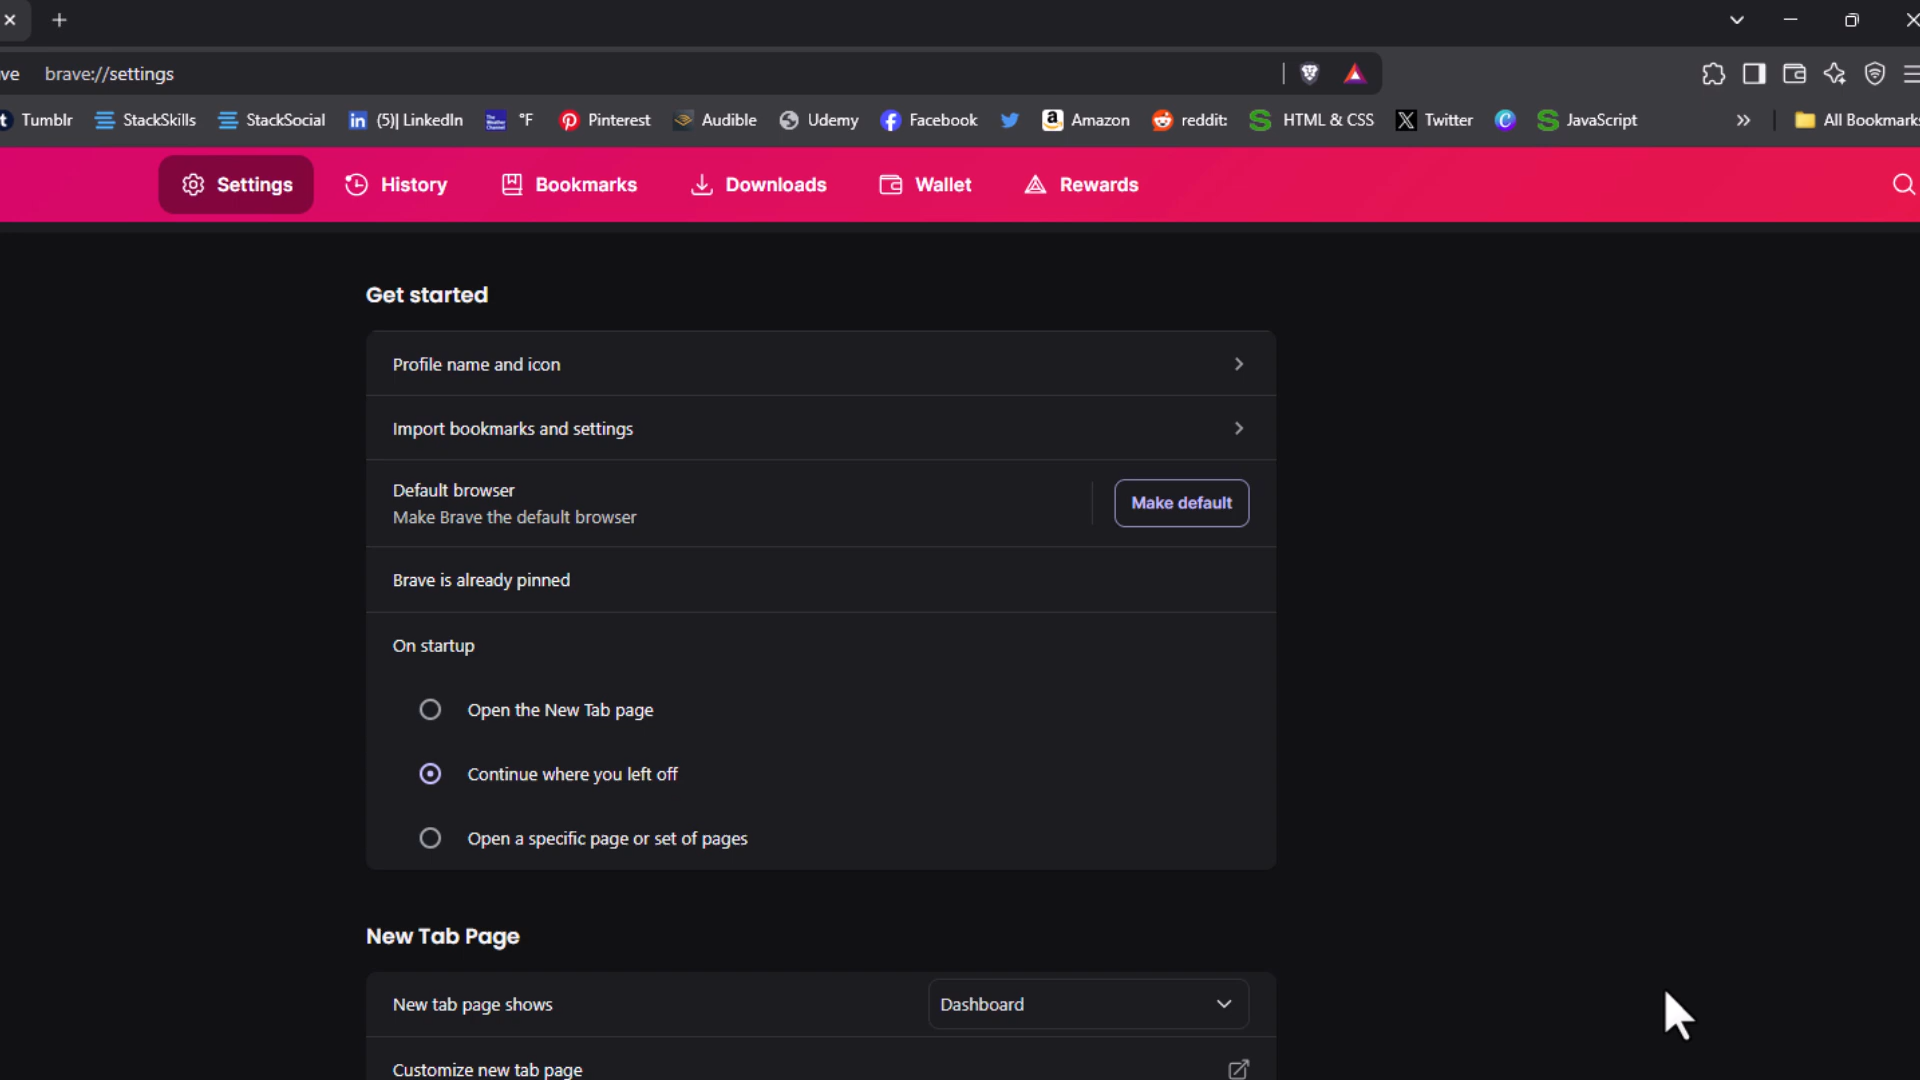 ve brave://settings
t Tumblr StackSkills StackSocial in (5)| LinkedIn °F Pinterest Audible Udemy Facebook Amazon reddit: HTML & CSS Twitter JavaScript » All Bookmarks
Settings History Bookmarks Downloads Wallet Rewards
Get started
Profile name and icon
Import bookmarks and settings
Default browser
Make Brave the default browser
Make default
Brave is already pinned
On startup
Open the New Tab page
Continue where you left off
Open a specific page or set of pages
New Tab Page
New tab page shows Dashboard
Customize new tab page